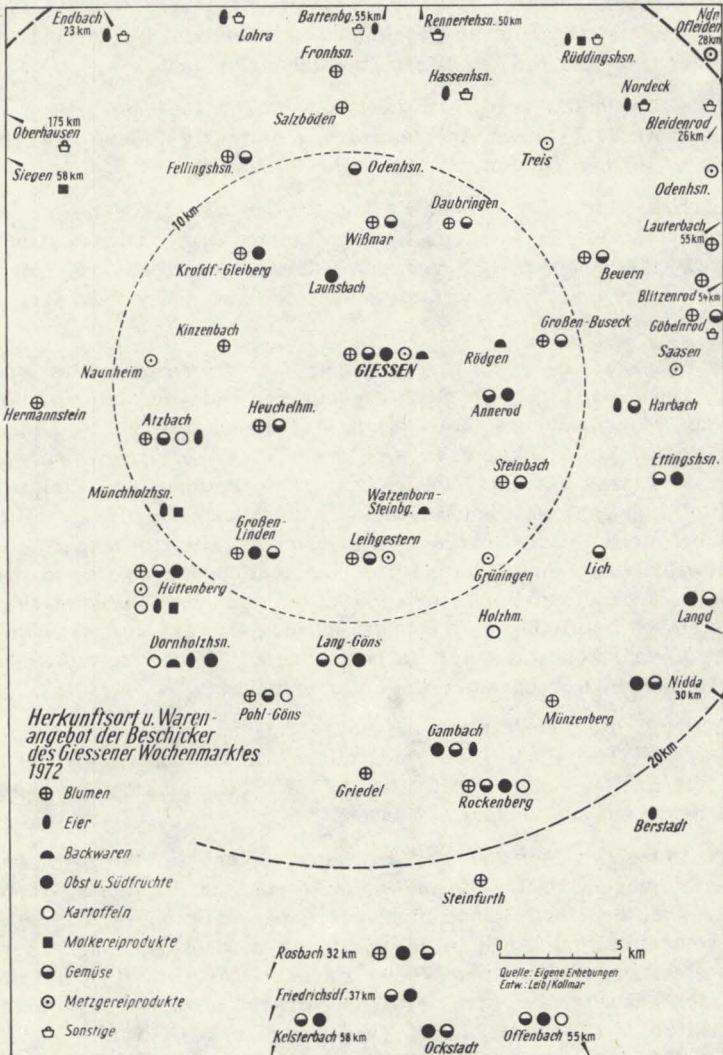 Endbach
23 km
Lohra
Battenbg. 55 km
Rennertehsn. 50 km
Ndr.
Ofleiden
28km
Fronhsn.
Rüddingshsn.
Hassenhsn.
Nordeck
Salzböden
175 km
Oberhausen
Bleidenrod
26 km
Treis
Siegen 58 km
Fellingshsn.
Odenhsn.
Odenhsn.
10 km
Daubringen
Wißmar
Lauterbach
55 km
Krofdf.-Gleiberg
Launsbach
Beuern
Blitzenrod 54 km
Göbelnrod
Kinzenbach
Großen-Buseck
Naunheim
GIESSEN
Rödgen
Saasen
Hermannstein
Atzbach
Heuchelhm.
Annerod
Harbach
Steinbach
Ettingshsn.
Münchholzhsn.
Watzenborn-
Steinbg.
Großen-
Linden
Leihgestern
Grüningen
Lich
Hüttenberg
Langd
Holzhm.
Dornholzhsn.
Lang-Göns
Nidda
30 km
Pohl-Göns
Münzenberg
Herkunftsort u. Waren-
angebot der Beschicker
des Giessener Wochenmarktes
1972
Gambach
20km
Griedel
Rockenberg
Berstadt
Blumen
Eier
Backwaren
Obst u. Südfrüchte
Kartoffeln
Molkereiprodukte
Gemüse
Metzgereiprodukte
Sonstige
Steinfurth
Rosbach 32 km
0 5 km
Quelle: Eigene Erhebungen
Entw.: Leib/Kollmar
Friedrichsdf. 37 km
Kelsterbach 58 km
Ockstadt
Offenbach 55 km